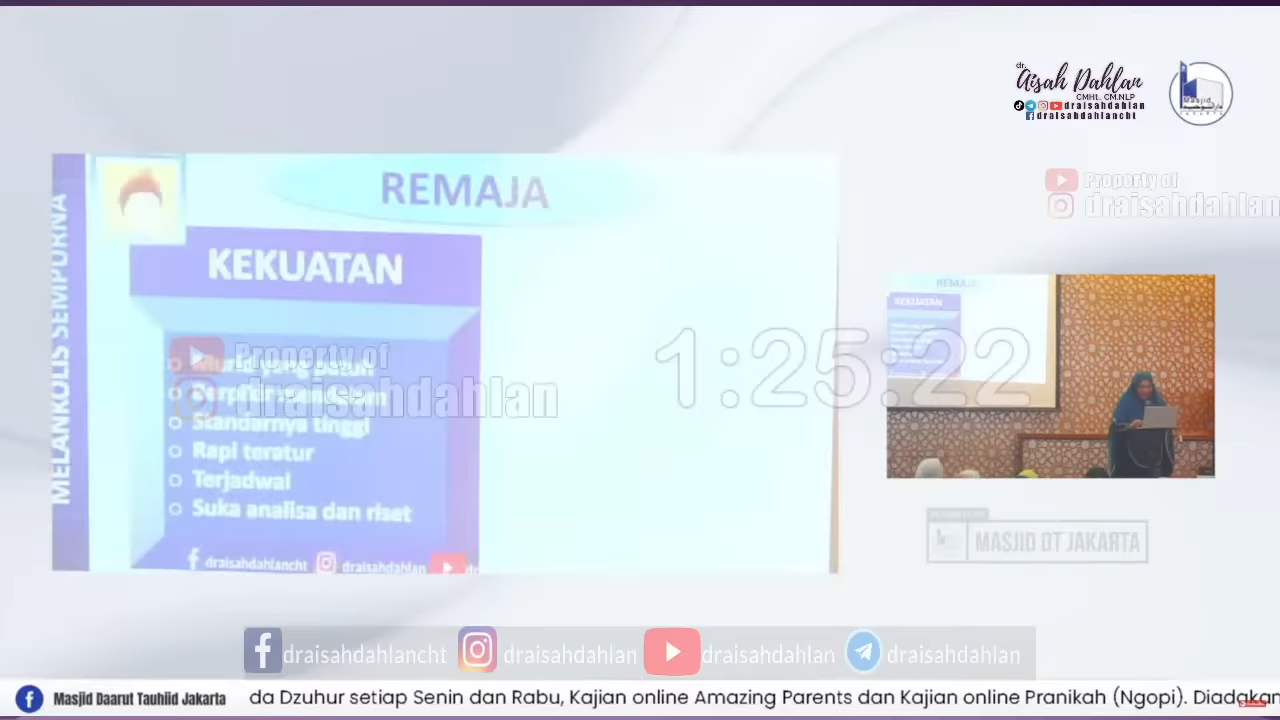 dr.
Aisah Dahlan
CMHt., CM.NLP
draisahdahlan
draisahdahlancht
Masjid
JAKARTA
Property of
draisahdahlan
MELANKOLIS SEMPURNA
REMAJA
KEKUATAN
Standarnya tinggi
Rapi teratur
Terjadwal
Suka analisa dan riset
draisahdahlancht draisahdahlan
Property of
draisahdahlan
1:25:22
REMAJA
KEKUATAN
MASJID DT JAKARTA
draisahdahlancht draisahdahlan draisahdahlan draisahdahlan
Masjid Daarut Tauhiid Jakarta da Dzuhur setiap Senin dan Rabu, Kajian online Amazing Parents dan Kajian online Pranikah (Ngopi). Diadakan